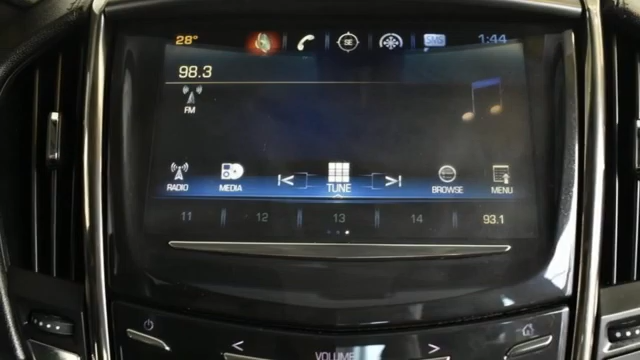 28° SE SMS 1:44
98.3
FM
RADIO MEDIA TUNE BROWSE MENU
11 12 13 14 93.1
VOLUME